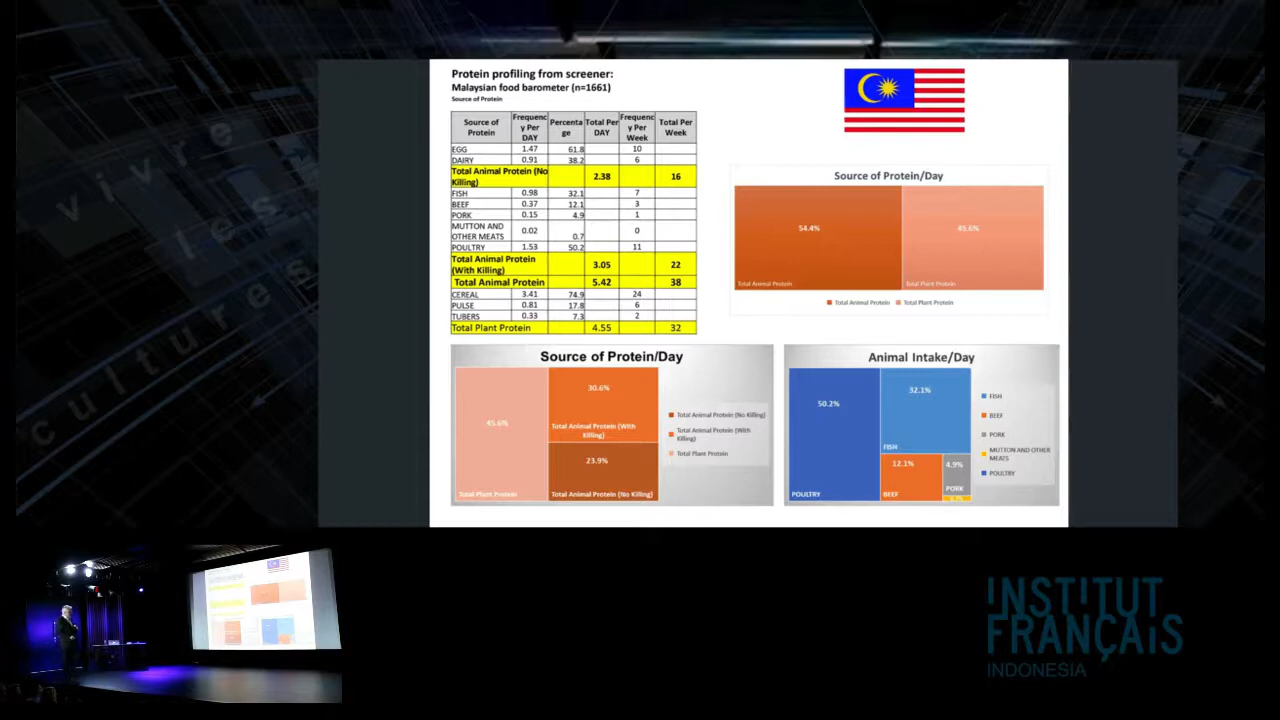 vivre
les
cultures
Protein profiling from screener:
Malaysian food barometer (n=1661)
Source of Protein
Source of Protein | Frequency Per DAY | Percentage | Total Per DAY | Frequency Per Week | Total Per Week
EGG 1.47 61.8 10
DAIRY 0.91 38.2 6
Total Animal Protein (No Killing) 2.38 16
FISH 0.98 32.1 7
BEEF 0.37 12.1 3
PORK 0.15 4.9 1
MUTTON AND OTHER MEATS 0.02 0.7 0
POULTRY 1.53 50.2 11
Total Animal Protein (With Killing) 3.05 22
Total Animal Protein 5.42 38
CEREAL 3.41 74.9 24
PULSE 0.81 17.8 6
TUBERS 0.33 7.3 2
Total Plant Protein 4.55 32
Source of Protein/Day
54.4% 45.6%
Total Animal Protein Total Plant Protein
Total Animal Protein Total Plant Protein
Source of Protein/Day
45.6%
Total Plant Protein
30.6%
Total Animal Protein (With
Killing)
23.9%
Total Animal Protein (No Killing)
Total Animal Protein (No Killing)
Total Animal Protein (With
Killing)
Total Plant Protein
Animal Intake/Day
50.2%
POULTRY
32.1%
FISH
12.1%
BEEF
4.9%
PORK
FISH
BEEF
PORK
MUTTON AND OTHER
MEATS
POULTRY
INSTITUT
FRANÇAIS
INDONESIA